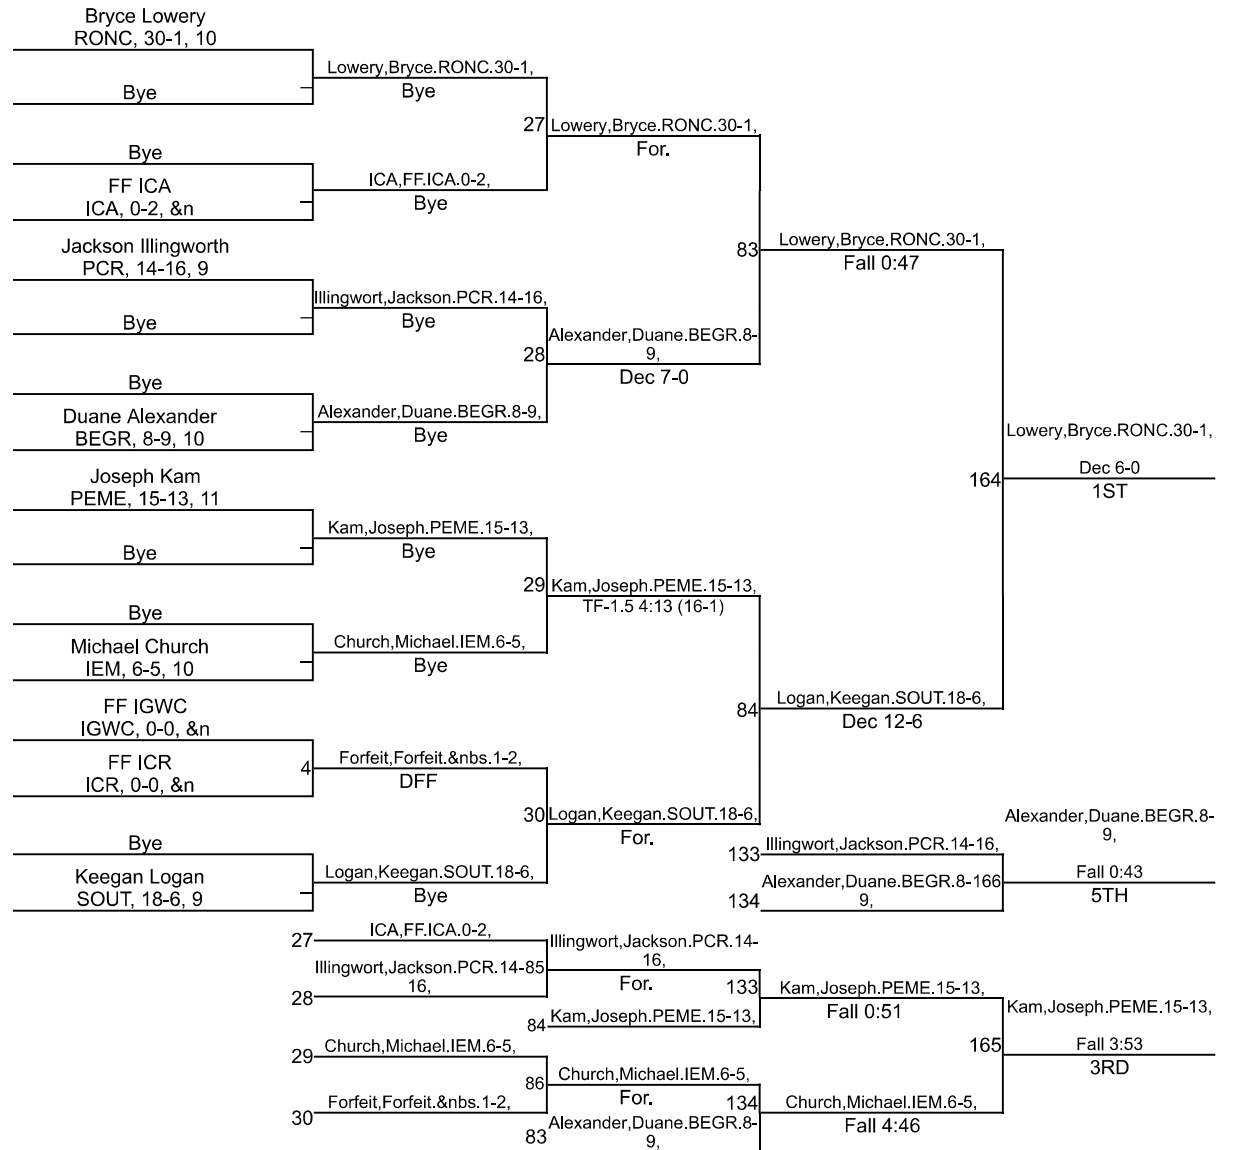 Bryce Lowery
RONC, 30-1, 10
Bye
Bye
FF ICA
ICA, 0-2, &n
Jackson Illingworth
PCR, 14-16, 9
Bye
Bye
Duane Alexander
BEGR, 8-9, 10
Joseph Kam
PEME, 15-13, 11
Bye
Bye
Michael Church
IEM, 6-5, 10
FF IGWC
IGWC, 0-0, &n
FF ICR
ICR, 0-0, &n
4
Bye
Keegan Logan
SOUT, 18-6, 9
Lowery,Bryce.RONC.30-1,
Bye
27
ICA,FF.ICA.0-2,
Bye
Illingwort,Jackson.PCR.14-16,
Bye
28
Alexander,Duane.BEGR.8-9,
Bye
Kam,Joseph.PEME.15-13,
Bye
29
Church,Michael.IEM.6-5,
Bye
Forfeit,Forfeit.&nbs.1-2,
DFF
30
Logan,Keegan.SOUT.18-6,
Bye
Lowery,Bryce.RONC.30-1,
For.
83
Alexander,Duane.BEGR.8-
9,
Dec 7-0
Kam,Joseph.PEME.15-13,
TF-1.5 4:13 (16-1)
84
Logan,Keegan.SOUT.18-6,
For.
Lowery,Bryce.RONC.30-1,
Fall 0:47
164
Logan,Keegan.SOUT.18-6,
Dec 12-6
Lowery,Bryce.RONC.30-1,
Dec 6-0
1ST
133
Illingwort,Jackson.PCR.14-16,
134
Alexander,Duane.BEGR.8-166
9,
Alexander,Duane.BEGR.8-
9,
Fall 0:43
5TH
27
ICA,FF.ICA.0-2,
28
Illingwort,Jackson.PCR.14-85
16,
Illingwort,Jackson.PCR.14-
16,
For.
133
84
Kam,Joseph.PEME.15-13,
Kam,Joseph.PEME.15-13,
Fall 0:51
29
Church,Michael.IEM.6-5,
86
30
Forfeit,Forfeit.&nbs.1-2,
Church,Michael.IEM.6-5,
For.
134
83
Alexander,Duane.BEGR.8-
9,
Church,Michael.IEM.6-5,
Fall 4:46
165
Kam,Joseph.PEME.15-13,
Fall 3:53
3RD